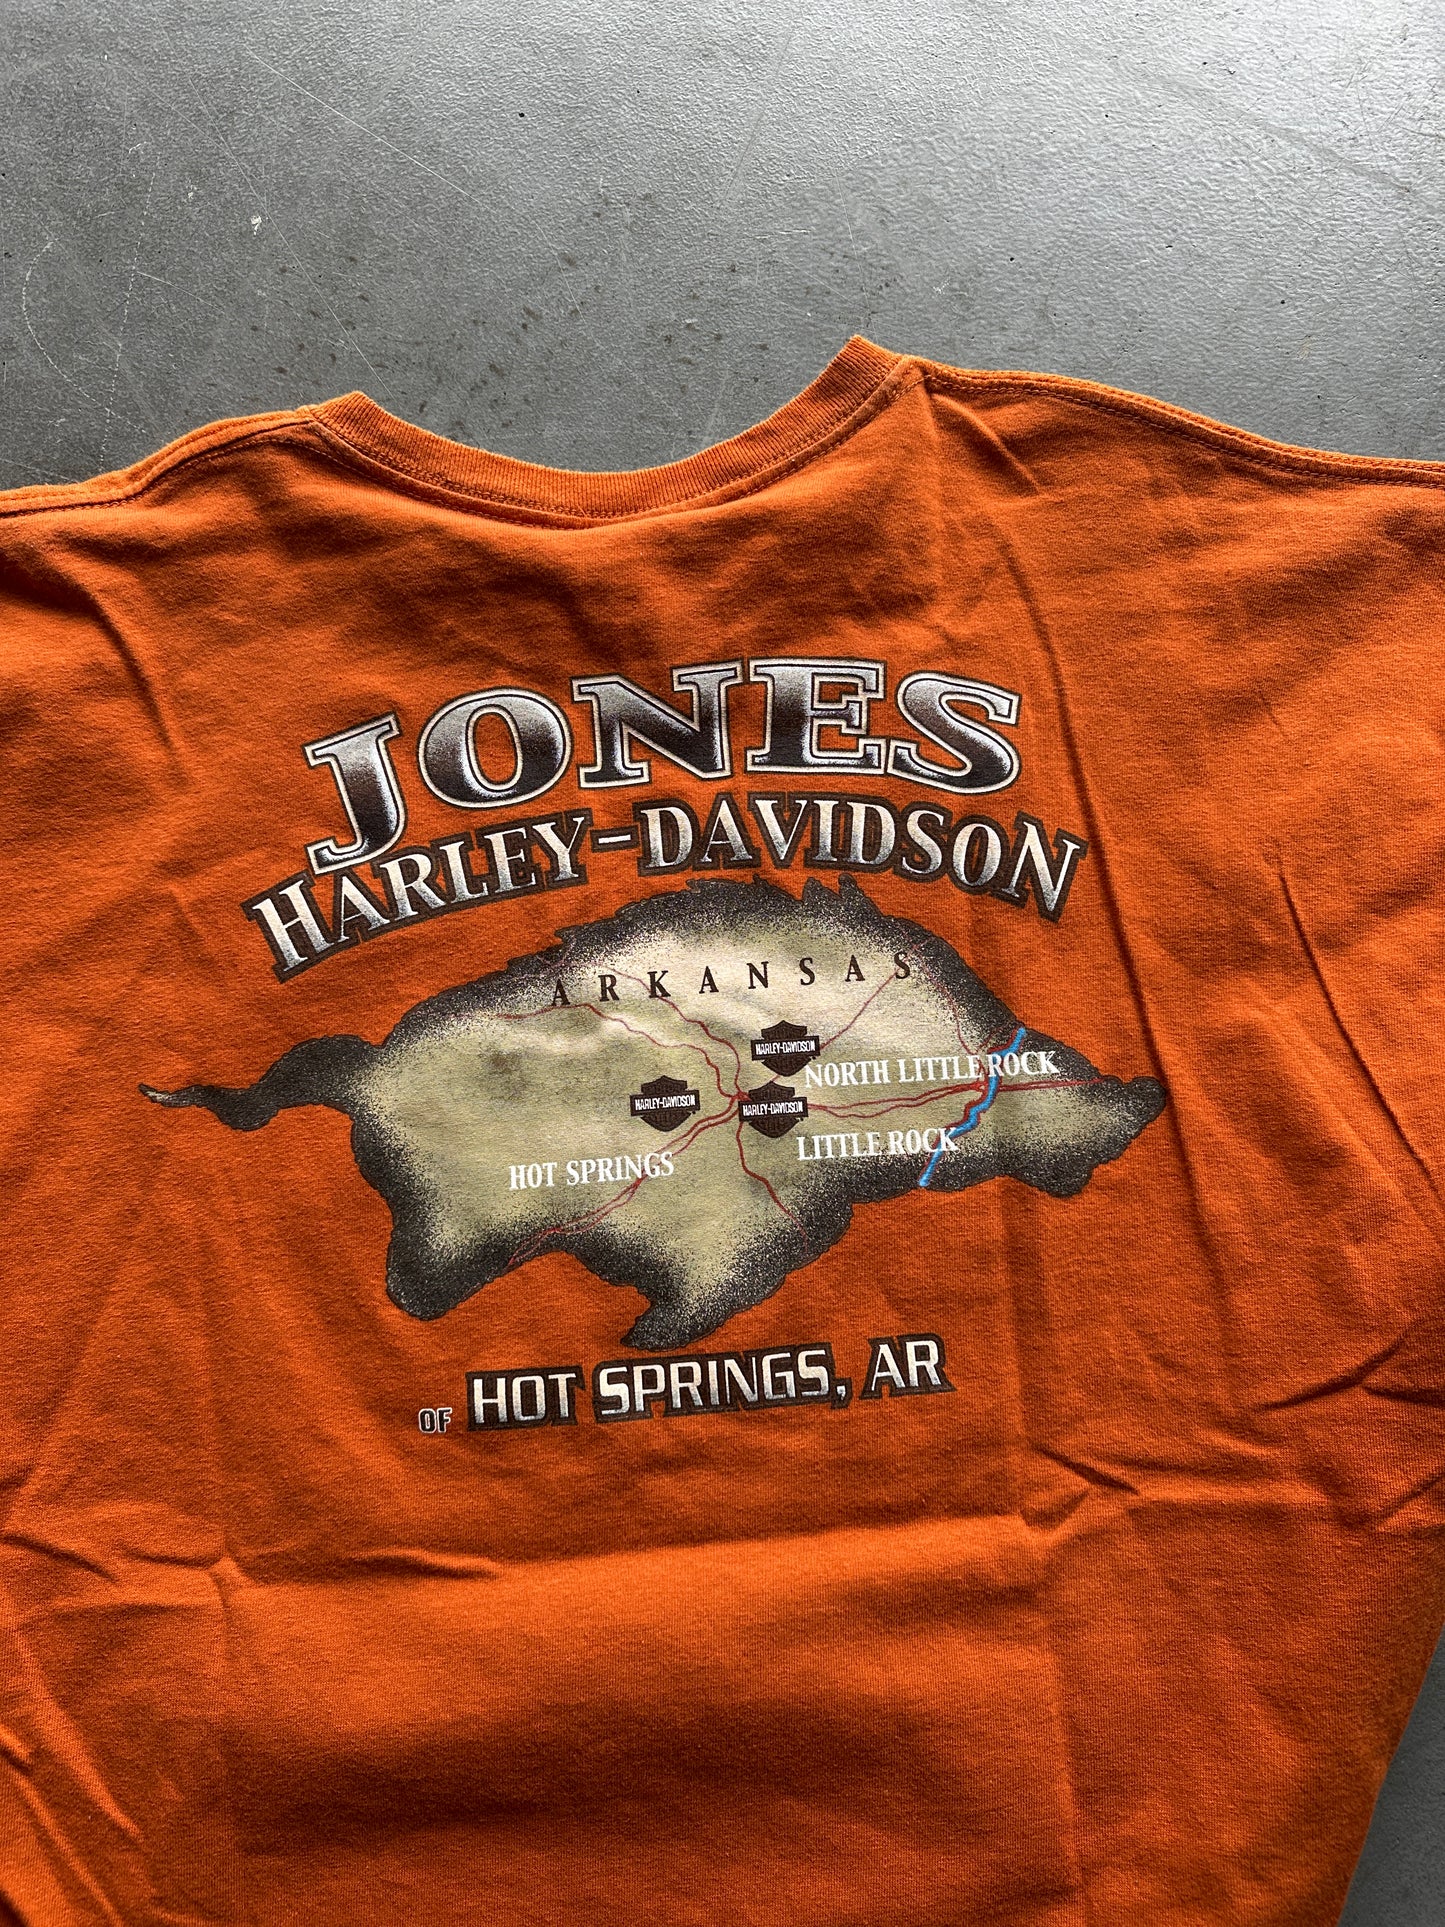 JONES
HARLEY-DAVIDSON
ARKANSAS
HARLEY-DAVIDSON
NORTH LITTLE ROCK
HARLEY-DAVIDSON
HARLEY-DAVIDSON
LITTLE ROCK
HOT SPRINGS
OF HOT SPRINGS, AR